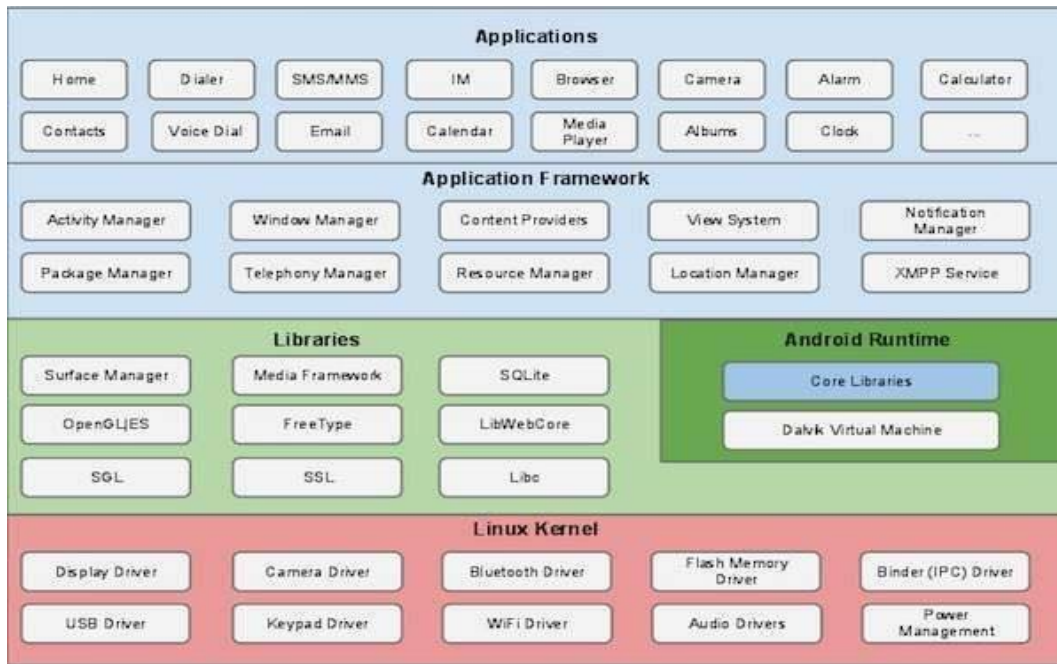 Applications
Home
Dialer
SMS/MMS
IM
Browser
Camera
Alarm
Calculator
Contacts
Voice Dial
Email
Calendar
Media
Player
Albums
Clock
...
Application Framework
Activity Manager
Window Manager
Content Providers
View System
Notification
Manager
Package Manager
Telephony Manager
Resource Manager
Location Manager
XMPP Service
Libraries
Surface Manager
Media Framework
SQLite
OpenGL|ES
FreeType
LibWebCore
SGL
SSL
Libc
Android Runtime
Core Libraries
Dalvik Virtual Machine
Linux Kernel
Display Driver
Camera Driver
Bluetooth Driver
Flash Memory
Driver
Binder (IPC) Driver
USB Driver
Keypad Driver
WiFi Driver
Audio Drivers
Power
Management